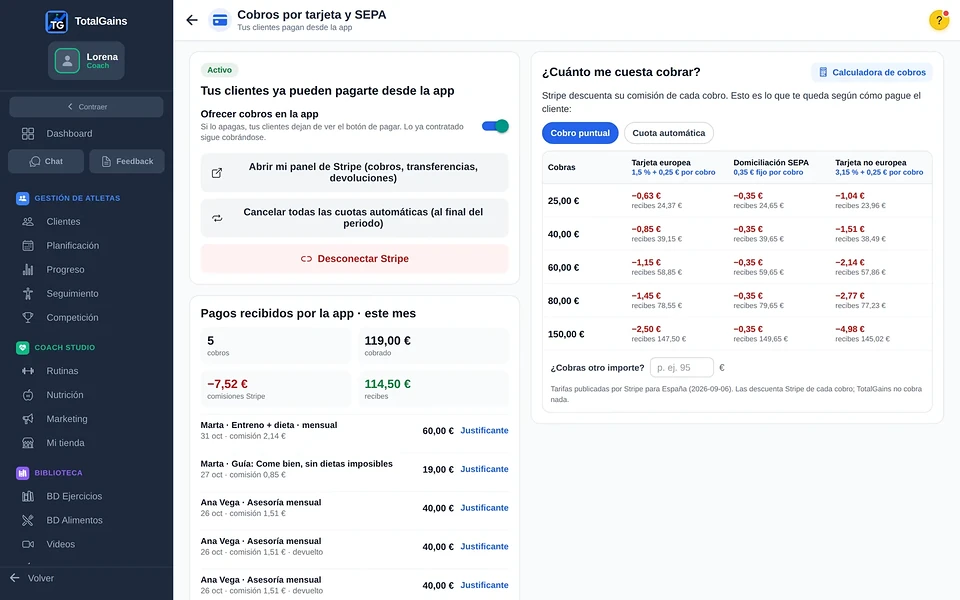 TotalGains
Lorena
Coach
Contraer
Dashboard
Chat
Feedback
GESTIÓN DE ATLETAS
Clientes
Planificación
Progreso
Seguimiento
Competición
COACH STUDIO
Rutinas
Nutrición
Marketing
Mi tienda
BIBLIOTECA
BD Ejercicios
BD Alimentos
Videos
Volver
Cobros por tarjeta y SEPA
Tus clientes pagan desde la app
?
Activo
Tus clientes ya pueden pagarte desde la app
Ofrecer cobros en la app
Si lo apagas, tus clientes dejan de ver el botón de pagar. Lo ya contratado
sigue cobrándose.
Abrir mi panel de Stripe (cobros, transferencias,
devoluciones)
Cancelar todas las cuotas automáticas (al final del
periodo)
Desconectar Stripe
Pagos recibidos por la app · este mes
5
cobros
119,00 €
cobrado
−7,52 €
comisiones Stripe
114,50 €
recibes
Marta · Entreno + dieta · mensual
31 oct · comisión 2,14 €
60,00 € Justificante
Marta · Guía: Come bien, sin dietas imposibles
27 oct · comisión 0,85 €
19,00 € Justificante
Ana Vega · Asesoría mensual
26 oct · comisión 1,51 €
40,00 € Justificante
Ana Vega · Asesoría mensual
26 oct · comisión 1,51 € · devuelto
40,00 € Justificante
Ana Vega · Asesoría mensual
26 oct · comisión 1,51 € · devuelto
40,00 € Justificante
¿Cuánto me cuesta cobrar?
Calculadora de cobros
Stripe descuenta su comisión de cada cobro. Esto es lo que te queda según cómo pague el
cliente:
Cobro puntual
Cuota automática
Cobras
Tarjeta europea
1,5 % + 0,25 € por cobro
Domiciliación SEPA
0,35 € fijo por cobro
Tarjeta no europea
3,15 % + 0,25 € por cobro
25,00 €
−0,63 €
recibes 24,37 €
−0,35 €
recibes 24,65 €
−1,04 €
recibes 23,96 €
40,00 €
−0,85 €
recibes 39,15 €
−0,35 €
recibes 39,65 €
−1,51 €
recibes 38,49 €
60,00 €
−1,15 €
recibes 58,85 €
−0,35 €
recibes 59,65 €
−2,14 €
recibes 57,86 €
80,00 €
−1,45 €
recibes 78,55 €
−0,35 €
recibes 79,65 €
−2,77 €
recibes 77,23 €
150,00 €
−2,50 €
recibes 147,50 €
−0,35 €
recibes 149,65 €
−4,98 €
recibes 145,02 €
¿Cobras otro importe? p. ej. 95 €
Tarifas publicadas por Stripe para España (2026-09-06). Las descuenta Stripe de cada cobro; TotalGains no cobra
nada.